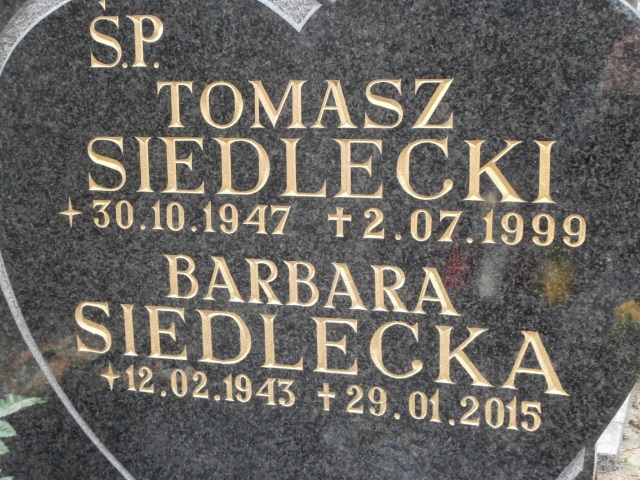 Ś.P.
TOMASZ
SIEDLECKI
+30.10.1947 †2.07.1999
BARBARA
SIEDLECKA
+12.02.1943 †29.01.2015